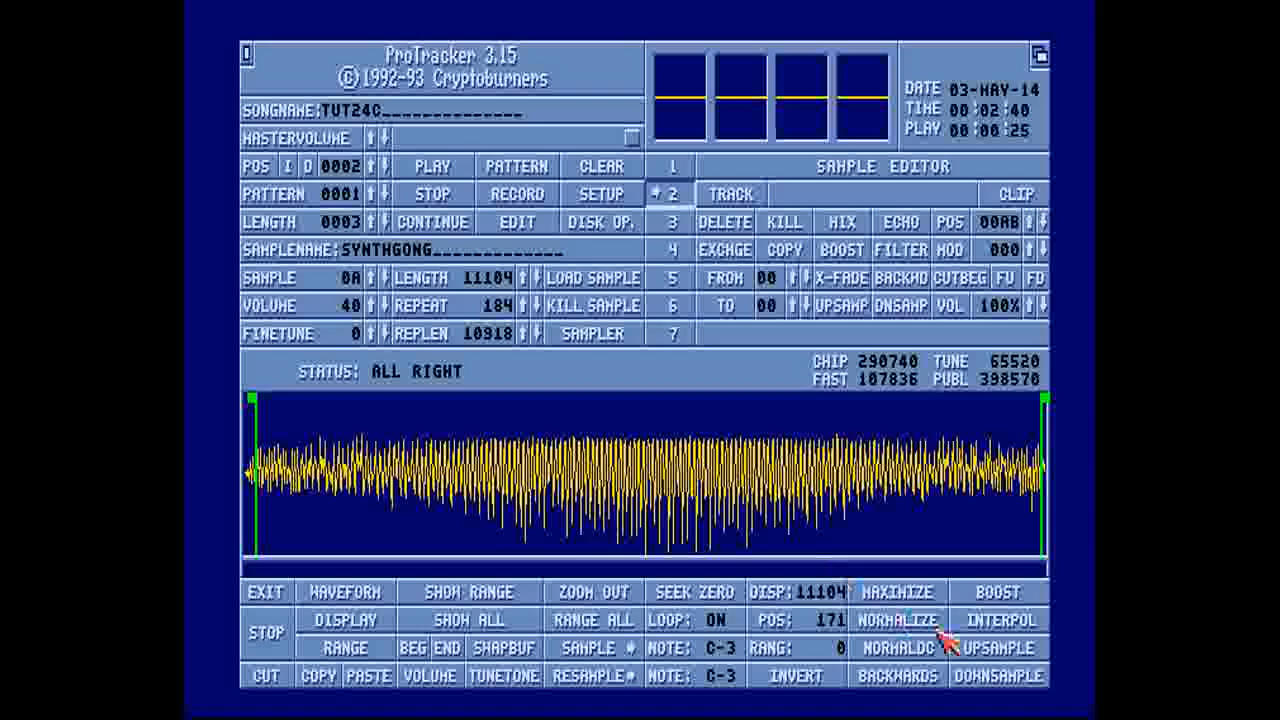 ProTracker 3.15
©1992-93 Cryptoburners
SONGNAME:TUT24C______________
MASTERVOLUME
DATE 03-MAY-14
TIME 00:02:40
PLAY 00:00:25
POS I D 0002 PLAY PATTERN CLEAR 1 SAMPLE EDITOR
PATTERN 0001 STOP RECORD SETUP 2 TRACK CLIP
LENGTH 0003 CONTINUE EDIT DISK OP. 3 DELETE KILL MIX ECHO POS 00AB
SAMPLENAME:SYNTHGONG_____________ 4 EXCHGE COPY BOOST FILTER MOD 000
SAMPLE 0A LENGTH 11104 LOAD SAMPLE 5 FROM 00 X-FADE BACKWD CUTBEG FU FD
VOLUME 40 REPEAT 184 KILL SAMPLE 6 TO 00 UPSAMP DNSAMP VOL 100%
FINETUNE 0 REPLEN 10918 SAMPLER 7
STATUS: ALL RIGHT
CHIP 290740 TUNE 65520
FAST 107836 PUBL 398570
EXIT WAVEFORM SHOW RANGE ZOOM OUT SEEK ZERO DISP:11104 MAXIMIZE BOOST
STOP DISPLAY SHOW ALL RANGE ALL LOOP: ON POS: 171 NORMALIZE INTERPOL
RANGE BEG END SWAPBUF SAMPLE NOTE: C-3 RANG: 0 NORMALDC UPSAMPLE
CUT COPY PASTE VOLUME TUNETONE RESAMPLE NOTE: C-3 INVERT BACKWARDS DOWNSAMPLE